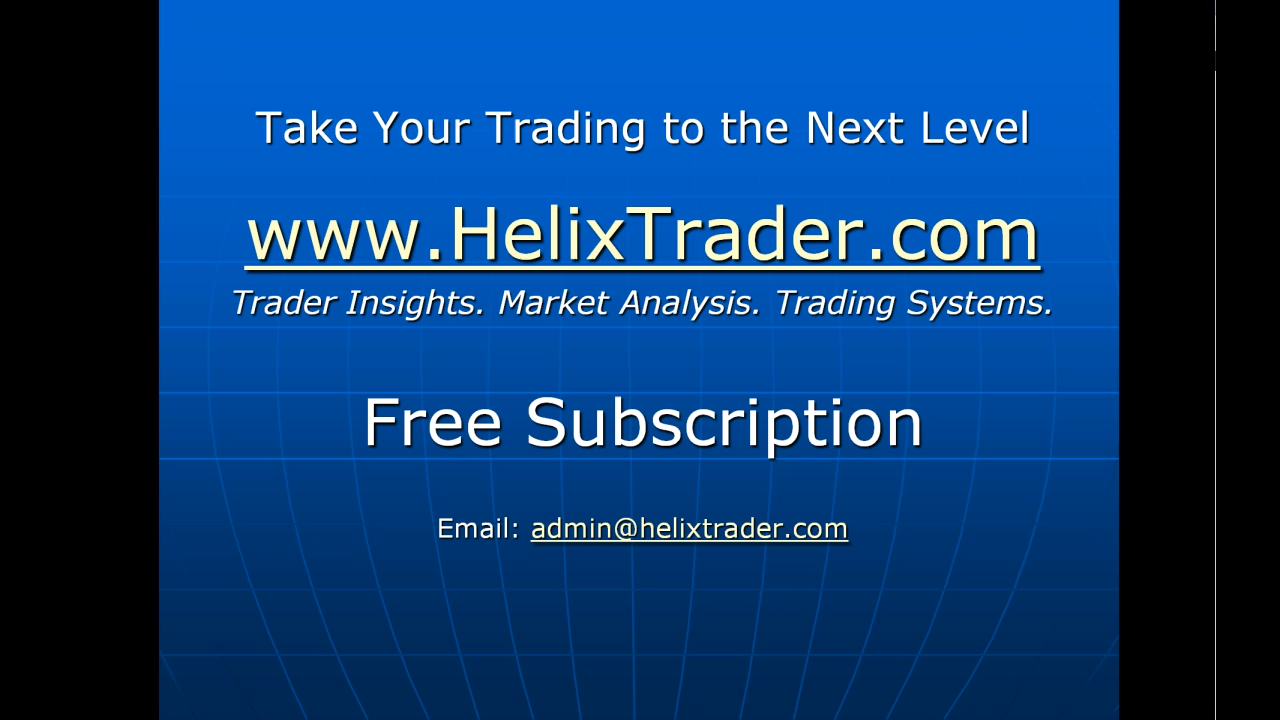 Take Your Trading to the Next Level
www.HelixTrader.com
Trader Insights. Market Analysis. Trading Systems.
Free Subscription
Email: admin@helixtrader.com